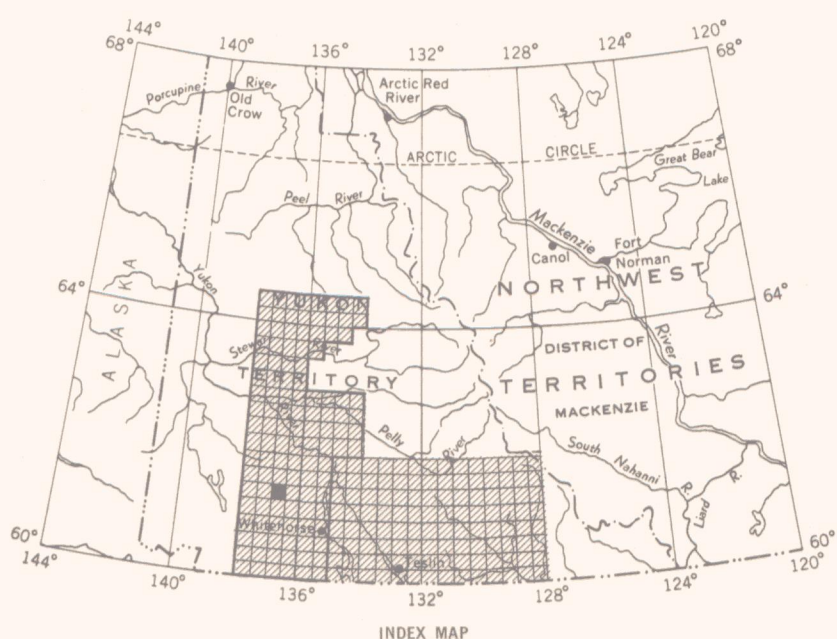 144° 140° 136° 132° 128° 124° 120°
68° 68°
Porcupine River
Old
Crow
Arctic Red
River
ARCTIC CIRCLE
Great Bear
Lake
Peel River
Mackenzie
Canol
Fort
Norman
NORTHWEST
64° 64°
ALASKA
Yukon
YUKON
Stewart River
DISTRICT OF
River
TERRITORY
TERRITORIES
MACKENZIE
River
Pelly
River
South
Nahanni
R.
Liard
R.
Whitehorse
Teslin
60° 60°
144° 140° 136° 132° 128° 124° 120°
INDEX MAP